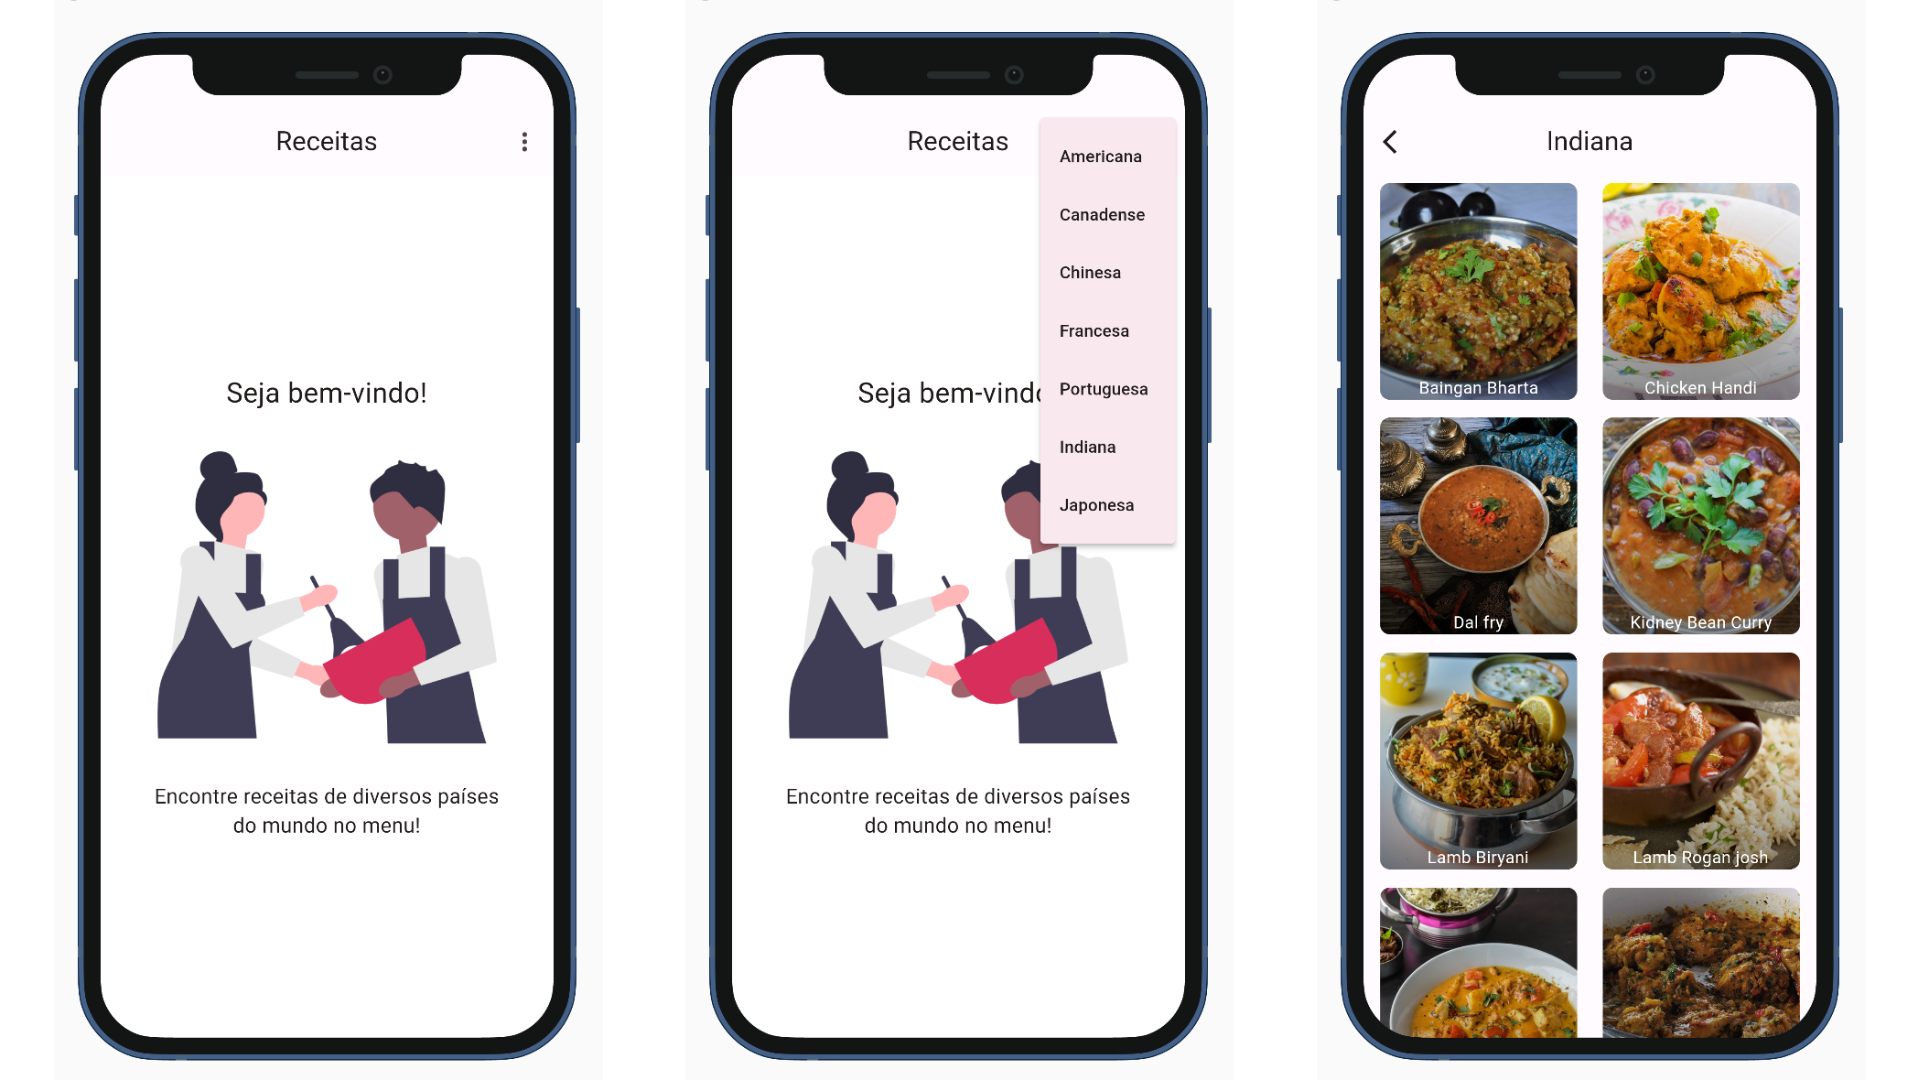 Receitas
Seja bem-vindo!
Encontre receitas de diversos países
do mundo no menu!
Receitas
Americana
Canadense
Chinesa
Francesa
Portuguesa
Indiana
Japonesa
Seja bem-vindo
Encontre receitas de diversos países
do mundo no menu!
Indiana
Baingan Bharta
Chicken Handi
Dal fry
Kidney Bean Curry
Lamb Biryani
Lamb Rogan josh